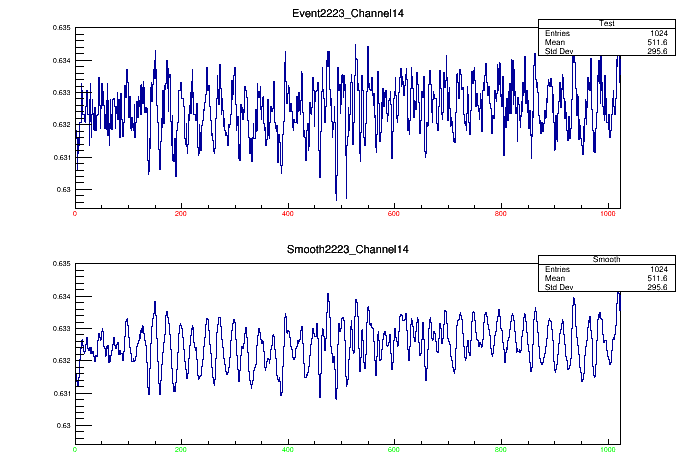 Event2223_Channel14
Test
Entries 1024
Mean 511.6
Std Dev 295.6
0.635
0.634
0.633
0.632
0.631
0.63
0 200 400 600 800 1000
Smooth2223_Channel14
Smooth
Entries 1024
Mean 511.6
Std Dev 295.6
0.635
0.634
0.633
0.632
0.631
0.63
0 200 400 600 800 1000